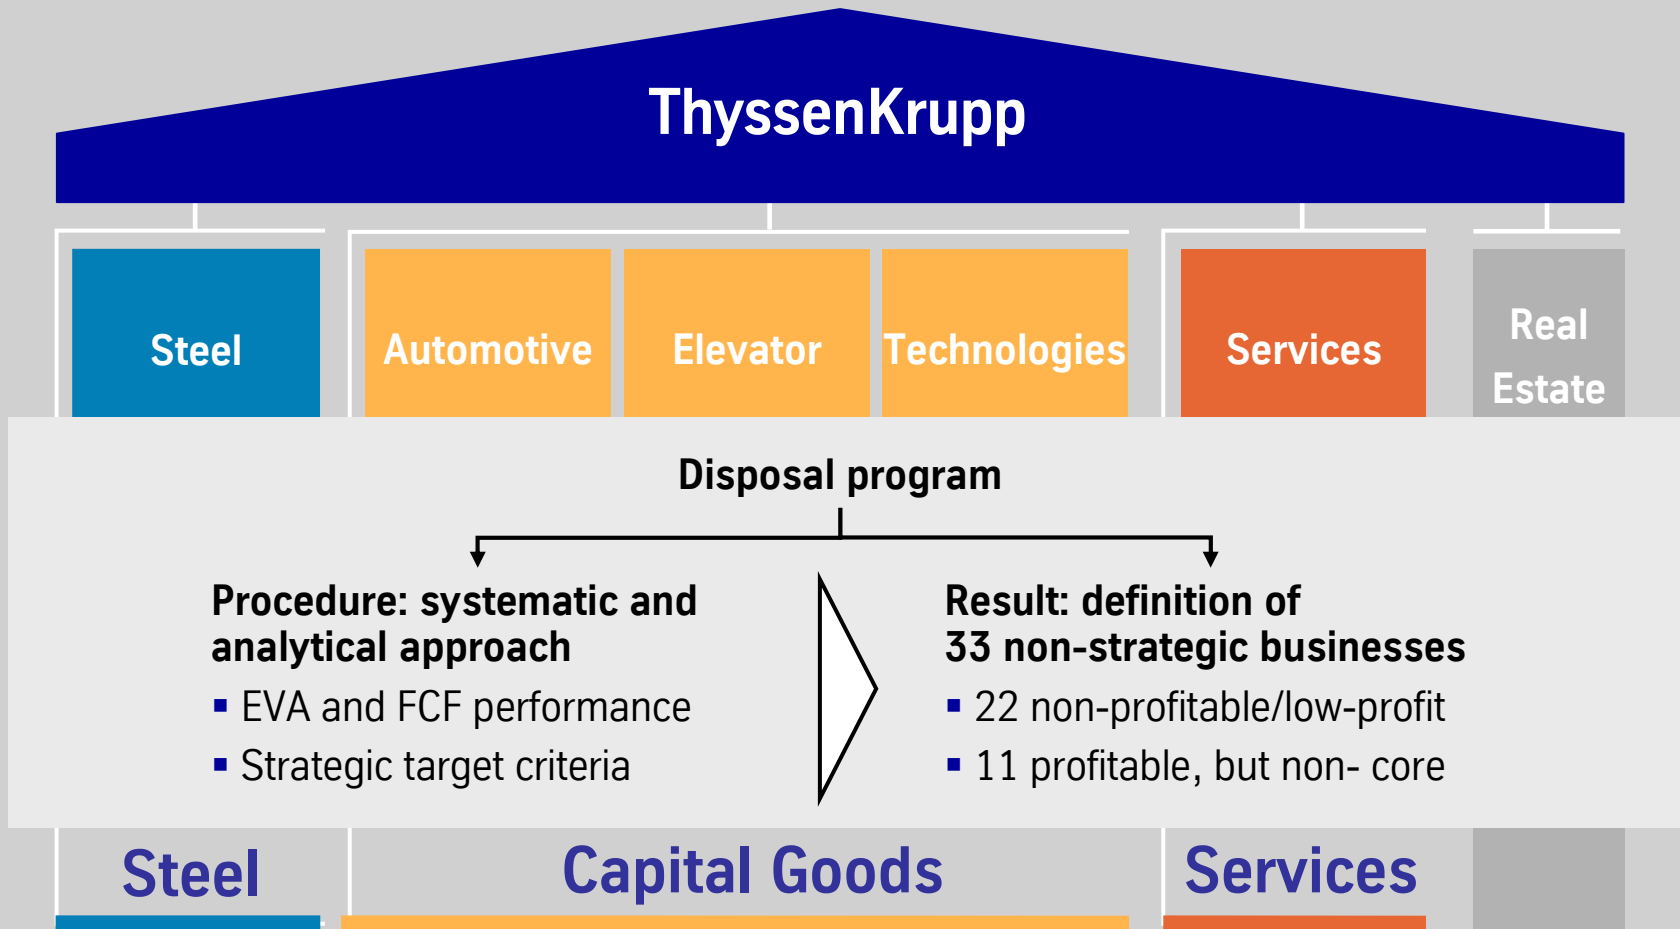 ThyssenKrupp
Steel
Automotive
Elevator
Technologies
Services
Real
Estate
Disposal program
Procedure: systematic and
analytical approach
▪ EVA and FCF performance
▪ Strategic target criteria
Result: definition of
33 non-strategic businesses
▪ 22 non-profitable/low-profit
▪ 11 profitable, but non- core
Steel
Capital Goods
Services